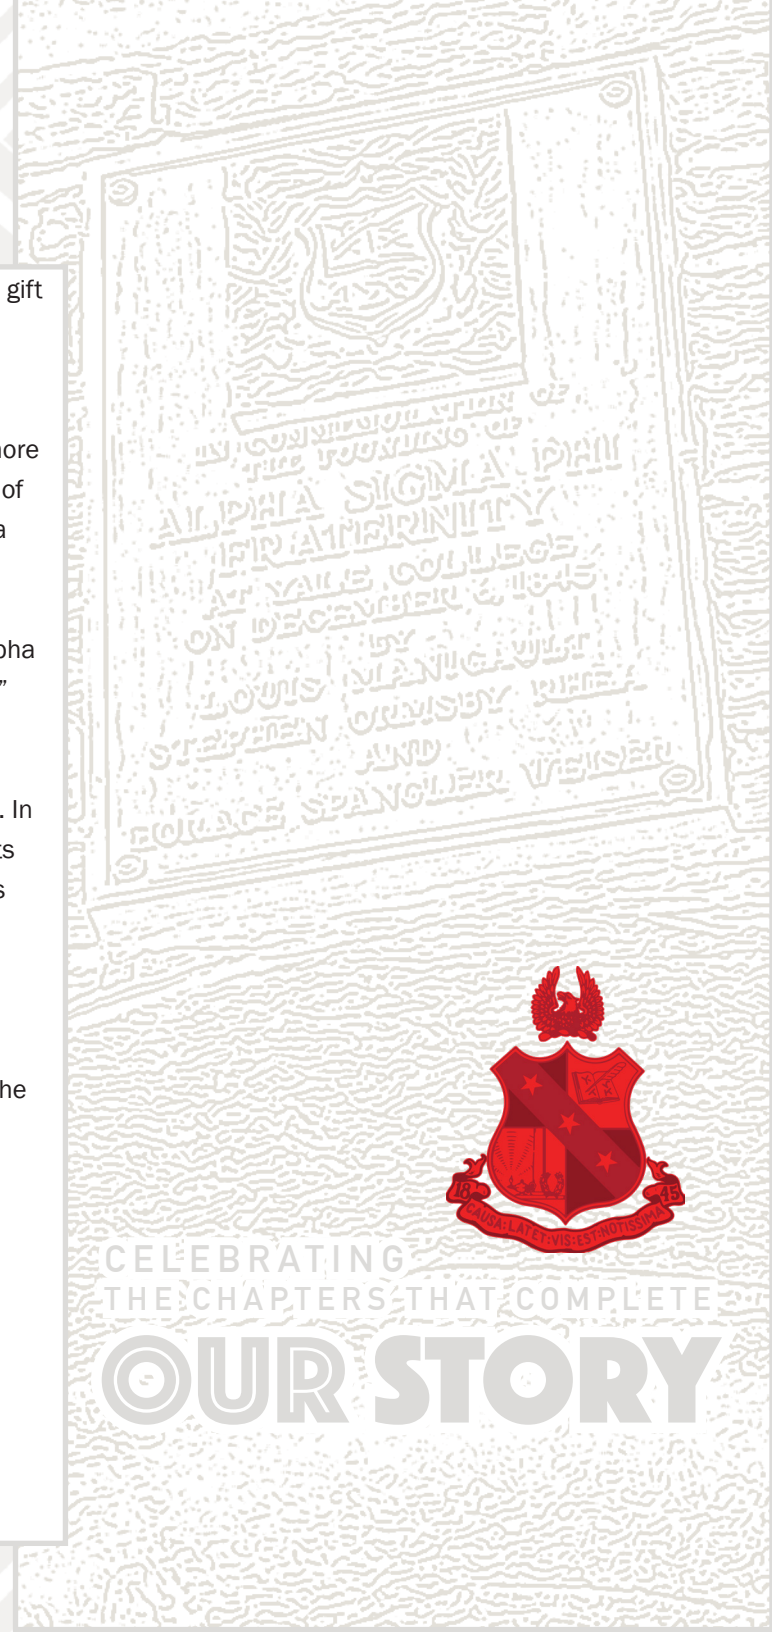 gift
ore
of
a
pha
”
. In
ts
s
he
IN COMMEMORATION OF
THE FOUNDING OF
ALPHA SIGMA PHI
FRATERNITY
AT YALE COLLEGE
ON DECEMBER 6, 1845
BY
LOUIS MANIGAULT
STEPHEN ORMSBY RHEA
AND
HORACE SPANGLER WEISER
18 45
CAUSA:LATET:VIS:EST:NOTISSIMA
CELEBRATING
THE CHAPTERS THAT COMPLETE
OUR STORY